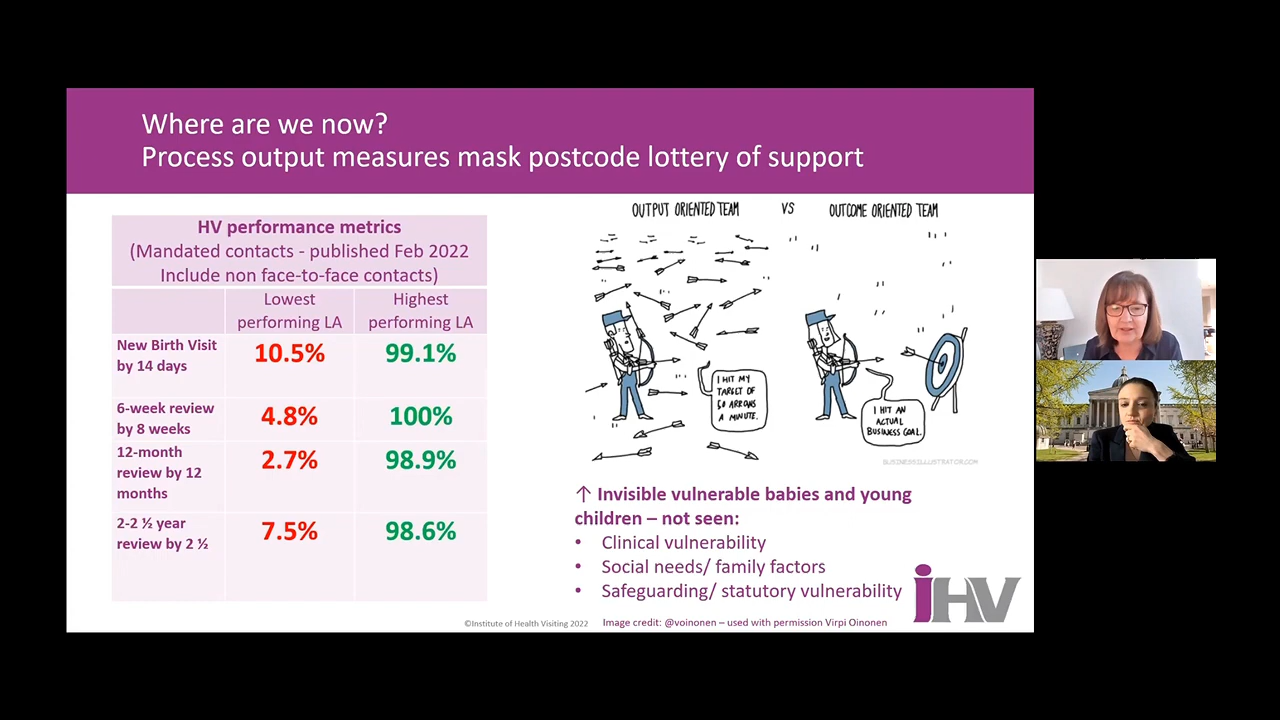 Where are we now?
Process output measures mask postcode lottery of support
HV performance metrics
(Mandated contacts - published Feb 2022
Include non face-to-face contacts)
Lowest
performing LA
Highest
performing LA
New Birth Visit
by 14 days
10.5%
99.1%
6-week review
by 8 weeks
4.8%
100%
12-month
review by 12
months
2.7%
98.9%
2-2 ½ year
review by 2 ½
7.5%
98.6%
OUTPUT ORIENTED TEAM
VS
OUTCOME ORIENTED TEAM
I HIT MY
TARGET OF
50 ARROWS
A MINUTE.
I HIT AN
ACTUAL
BUSINESS GOAL.
BUSINESSILLUSTRATOR.COM
↑ Invisible vulnerable babies and young
children – not seen:
• Clinical vulnerability
• Social needs/ family factors
• Safeguarding/ statutory vulnerability
iHV
©Institute of Health Visiting 2022
Image credit: @voinonen – used with permission Virpi Oinonen